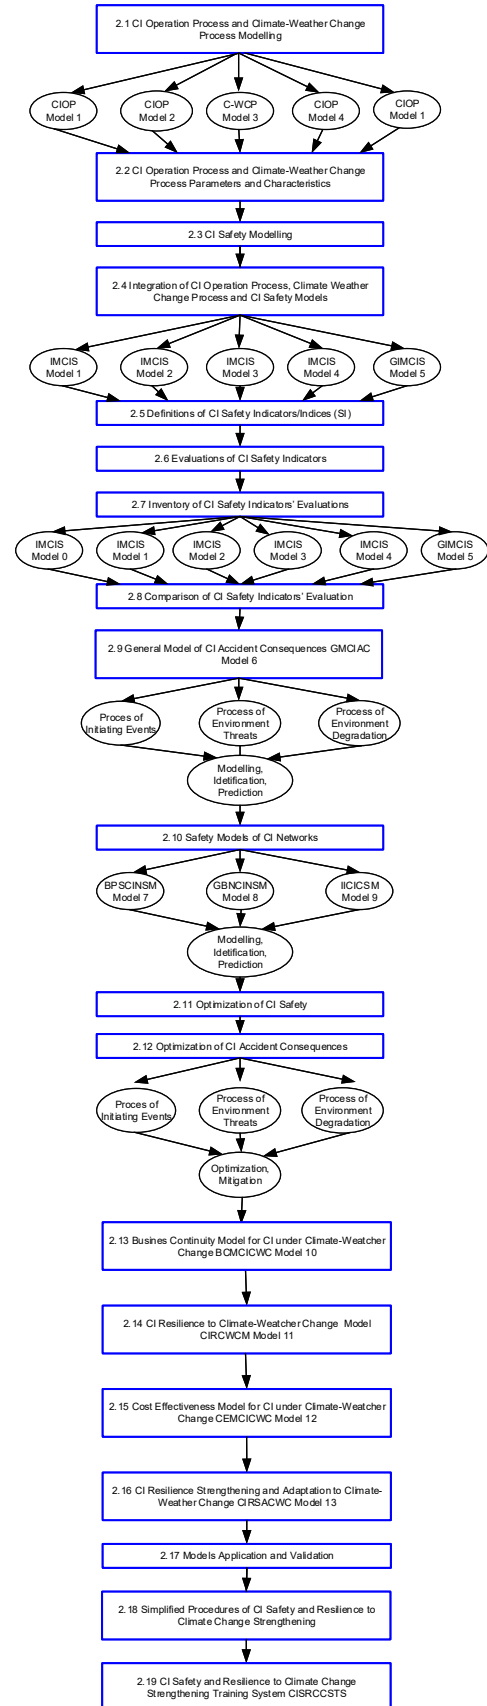 2.1 CI Operation Process and Climate-Weather Change
Process Modelling
CIOP
Model 1
CIOP
Model 2
C-WCP
Model 3
CIOP
Model 4
CIOP
Model 1
2.2 CI Operation Process and Climate-Weather Change
Process Parameters and Characteristics
2.3 CI Safety Modelling
2.4 Integration of CI Operation Process, Climate Weather
Change Process and CI Safety Models
IMCIS
Model 1
IMCIS
Model 2
IMCIS
Model 3
IMCIS
Model 4
GIMCIS
Model 5
2.5 Definitions of CI Safety Indicators/Indices (SI)
2.6 Evaluations of CI Safety Indicators
2.7 Inventory of CI Safety Indicators' Evaluations
IMCIS
Model 0
IMCIS
Model 1
IMCIS
Model 2
IMCIS
Model 3
IMCIS
Model 4
GIMCIS
Model 5
2.8 Comparison of CI Safety Indicators' Evaluation
2.9 General Model of CI Accident Consequences GMCIAC
Model 6
Proces of
Initiating Events
Process of
Environment
Threats
Process of
Environment
Degradation
Modelling,
Idetification,
Prediction
2.10 Safety Models of CI Networks
BPSCINSM
Model 7
GBNCINSM
Model 8
IICICSM
Model 9
Modelling,
Idetification,
Prediction
2.11 Optimization of CI Safety
2.12 Optimization of CI Accident Consequences
Proces of
Initiating Events
Process of
Environment
Threats
Process of
Environment
Degradation
Optimization,
Mitigation
2.13 Busines Continuity Model for CI under Climate-Weatcher
Change BCMCICWC Model 10
2.14 CI Resilience to Climate-Weatcher Change Model
CIRCWCM Model 11
2.15 Cost Effectiveness Model for CI under Climate-Weatcher
Change CEMCICWC Model 12
2.16 CI Resilience Strengthening and Adaptation to Climate-
Weather Change CIRSACWC Model 13
2.17 Models Application and Validation
2.18 Simplified Procedures of CI Safety and Resilience to
Climate Change Strengthening
2.19 CI Safety and Resilience to Climate Change
Strengthening Training System CISRCCSTS